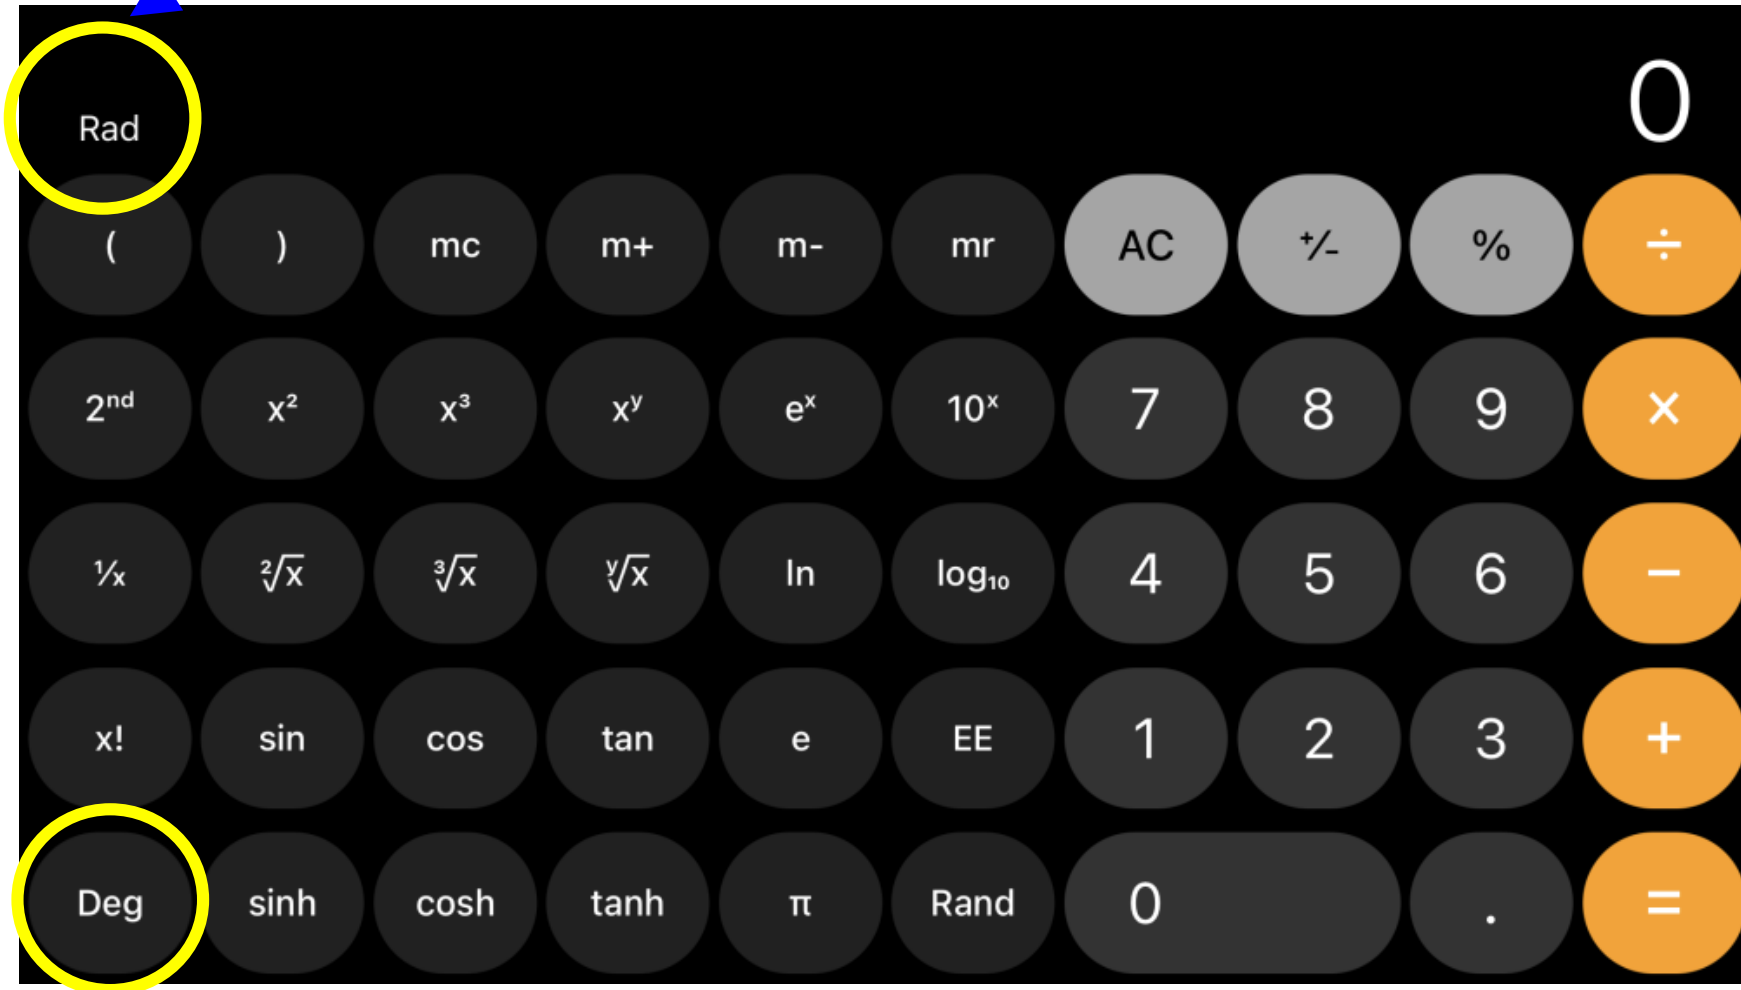 0
Rad
( ) mc m+ m- mr AC ⁺∕₋ % ÷
2ⁿᵈ x² x³ xʸ eˣ 10ˣ 7 8 9 ×
¹∕ₓ ²√x ³√x ʸ√x ln log₁₀ 4 5 6 −
x! sin cos tan e EE 1 2 3 +
Deg sinh cosh tanh π Rand 0 . =